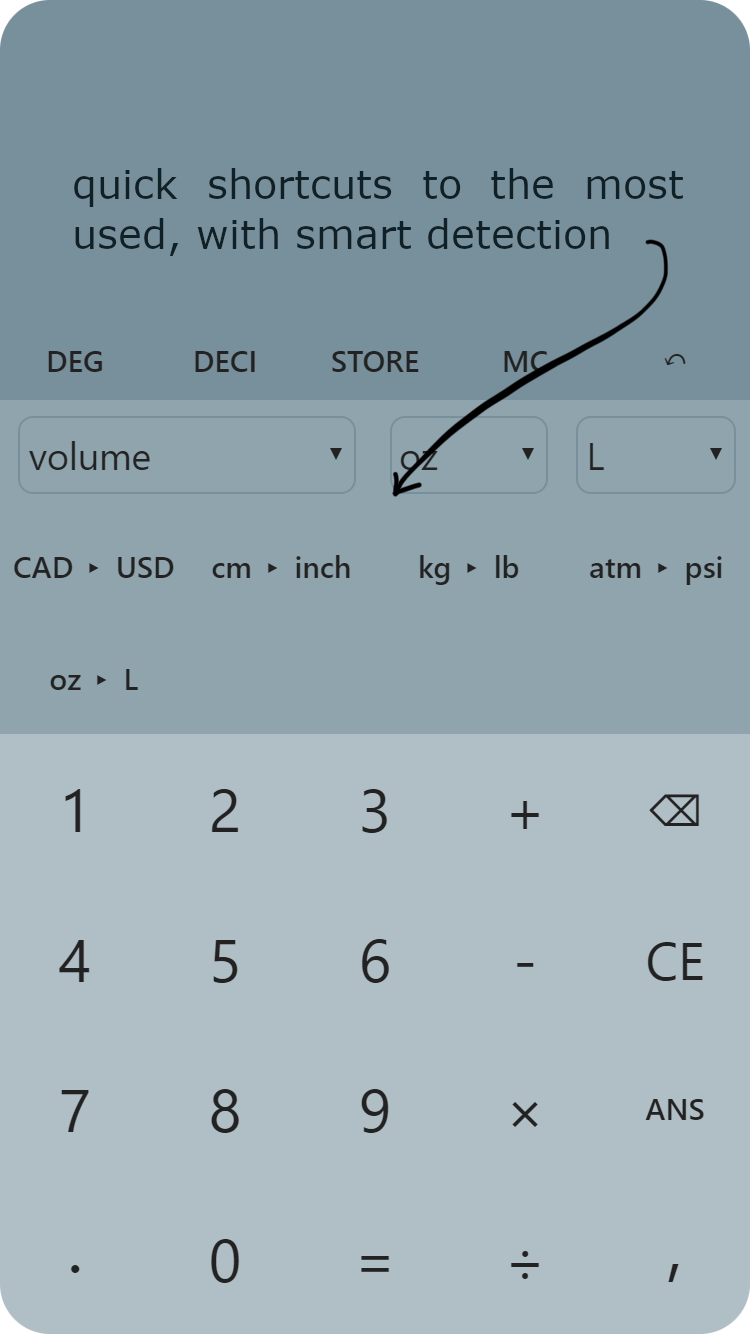 quick shortcuts to the most
used, with smart detection
DEG DECI STORE MC ↶
volume ▼ oz ▼ L ▼
CAD ▸ USD cm ▸ inch kg ▸ lb atm ▸ psi
oz ▸ L
1 2 3 + ⌫
4 5 6 - CE
7 8 9 × ANS
. 0 = ÷ ,